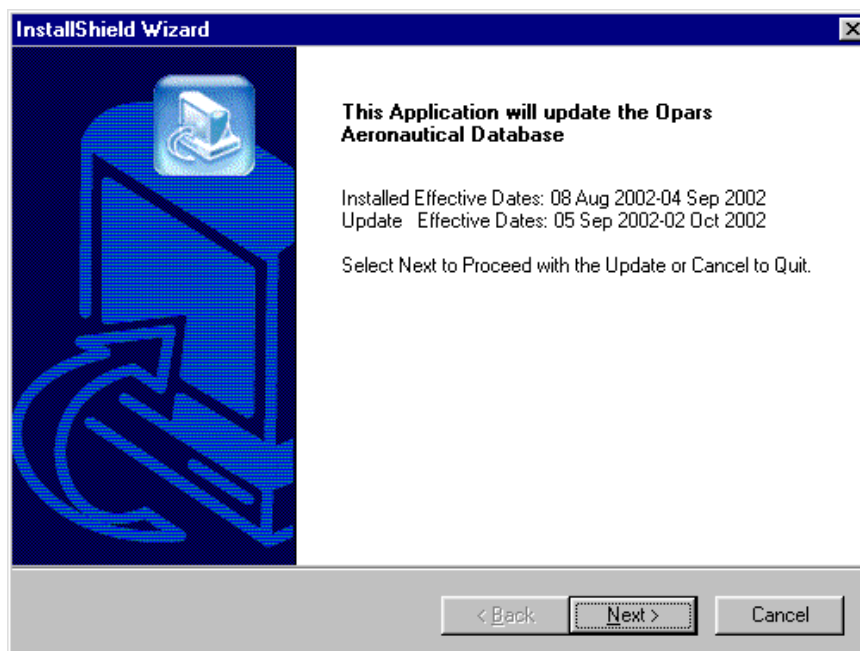 InstallShield Wizard
This Application will update the Opars
Aeronautical Database
Installed Effective Dates: 08 Aug 2002-04 Sep 2002
Update Effective Dates: 05 Sep 2002-02 Oct 2002
Select Next to Proceed with the Update or Cancel to Quit.
< Back Next > Cancel